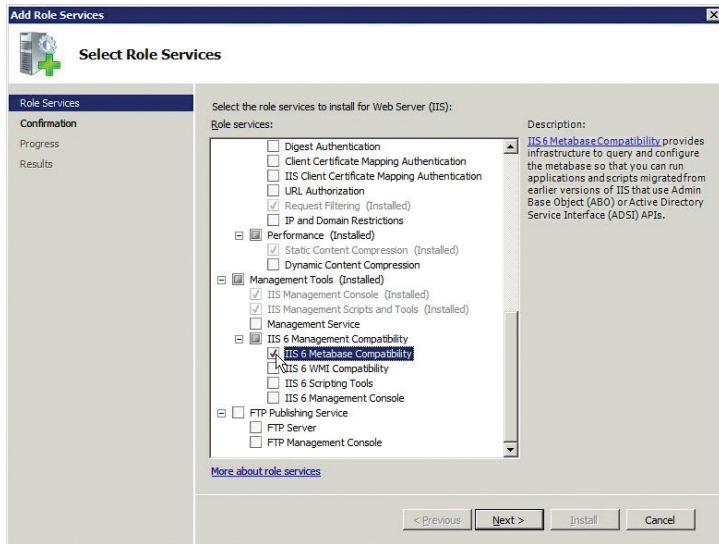 Add Role Services
Select Role Services
Role Services
Confirmation
Progress
Results
Select the role services to install for Web Server (IIS):
Role services:
Digest Authentication
Client Certificate Mapping Authentication
IIS Client Certificate Mapping Authentication
URL Authorization
Request Filtering (Installed)
IP and Domain Restrictions
Performance (Installed)
Static Content Compression (Installed)
Dynamic Content Compression
Management Tools (Installed)
IIS Management Console (Installed)
IIS Management Scripts and Tools (Installed)
Management Service
IIS 6 Management Compatibility
IIS 6 Metabase Compatibility
IIS 6 WMI Compatibility
IIS 6 Scripting Tools
IIS 6 Management Console
FTP Publishing Service
FTP Server
FTP Management Console
More about role services
Description:
IIS 6 Metabase Compatibility provides
infrastructure to query and configure
the metabase so that you can run
applications and scripts migrated from
earlier versions of IIS that use Admin
Base Object (ABO) or Active Directory
Service Interface (ADSI) APIs.
< Previous
Next >
Install
Cancel